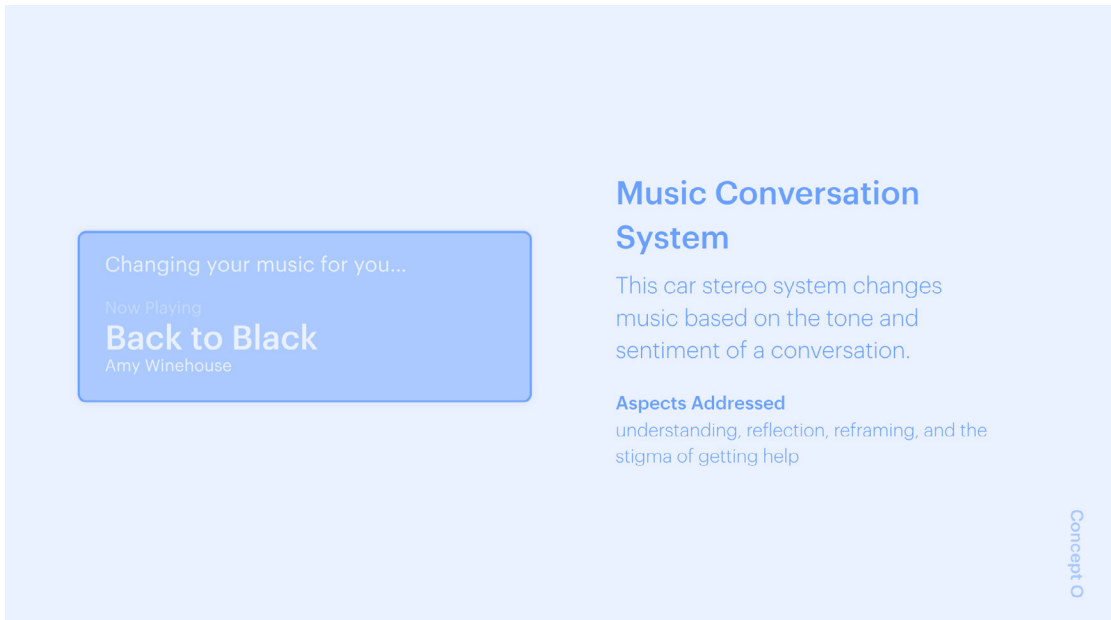 Changing your music for you...
Now Playing
Back to Black
Amy Winehouse
Music Conversation
System
This car stereo system changes
music based on the tone and
sentiment of a conversation.
Aspects Addressed
understanding, reflection, reframing, and the
stigma of getting help
Concept O